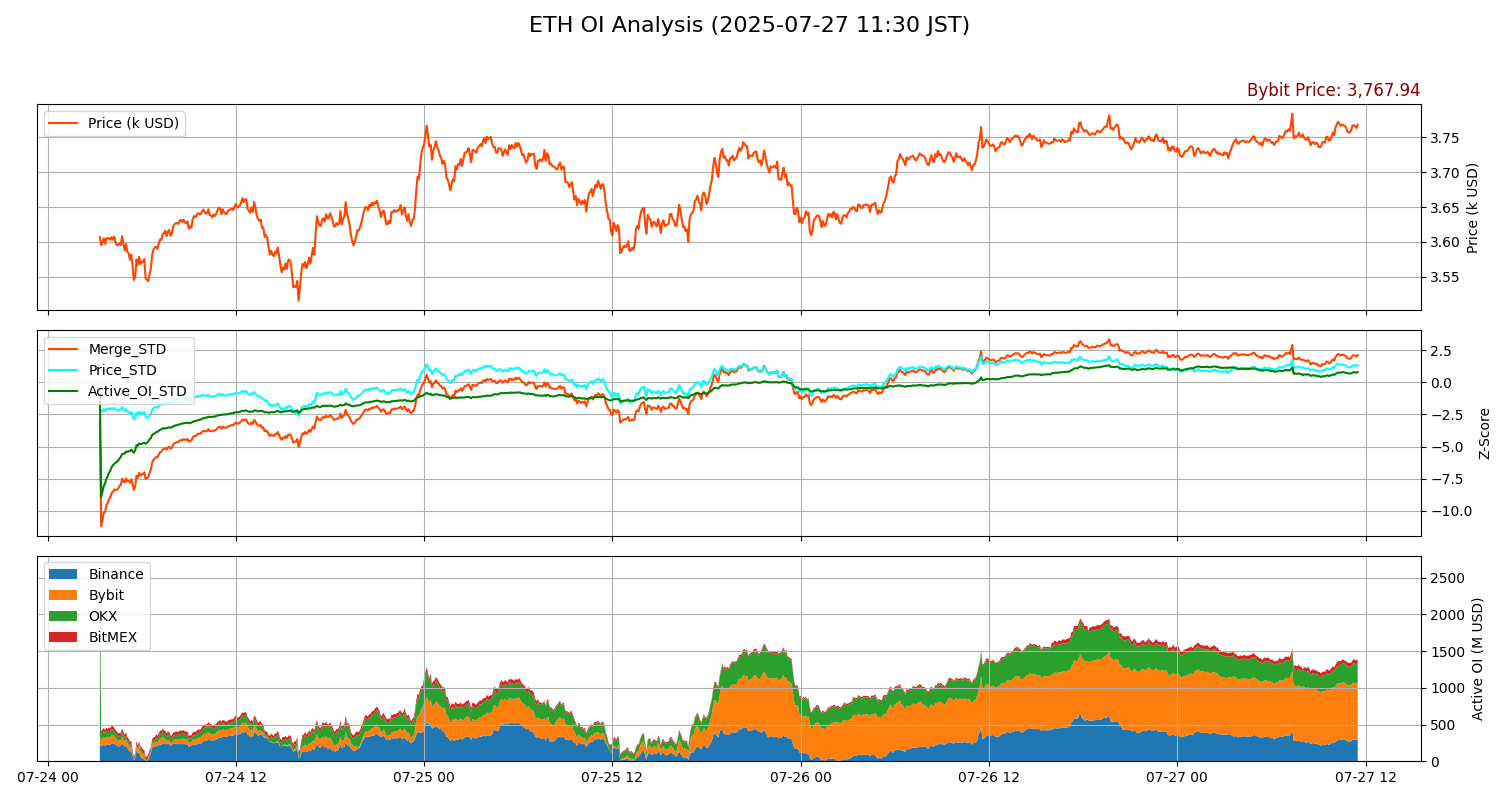 ETH OI Analysis (2025-07-27 11:30 JST)
Bybit Price: 3,767.94
Price (k USD)
3.75
3.70
3.65
3.60
3.55
Price (k USD)
Merge_STD
Price_STD
Active_OI_STD
2.5
0.0
−2.5
−5.0
−7.5
−10.0
Z-Score
Binance
Bybit
OKX
BitMEX
2500
2000
1500
1000
500
0
Active OI (M USD)
07-24 00
07-24 12
07-25 00
07-25 12
07-26 00
07-26 12
07-27 00
07-27 12